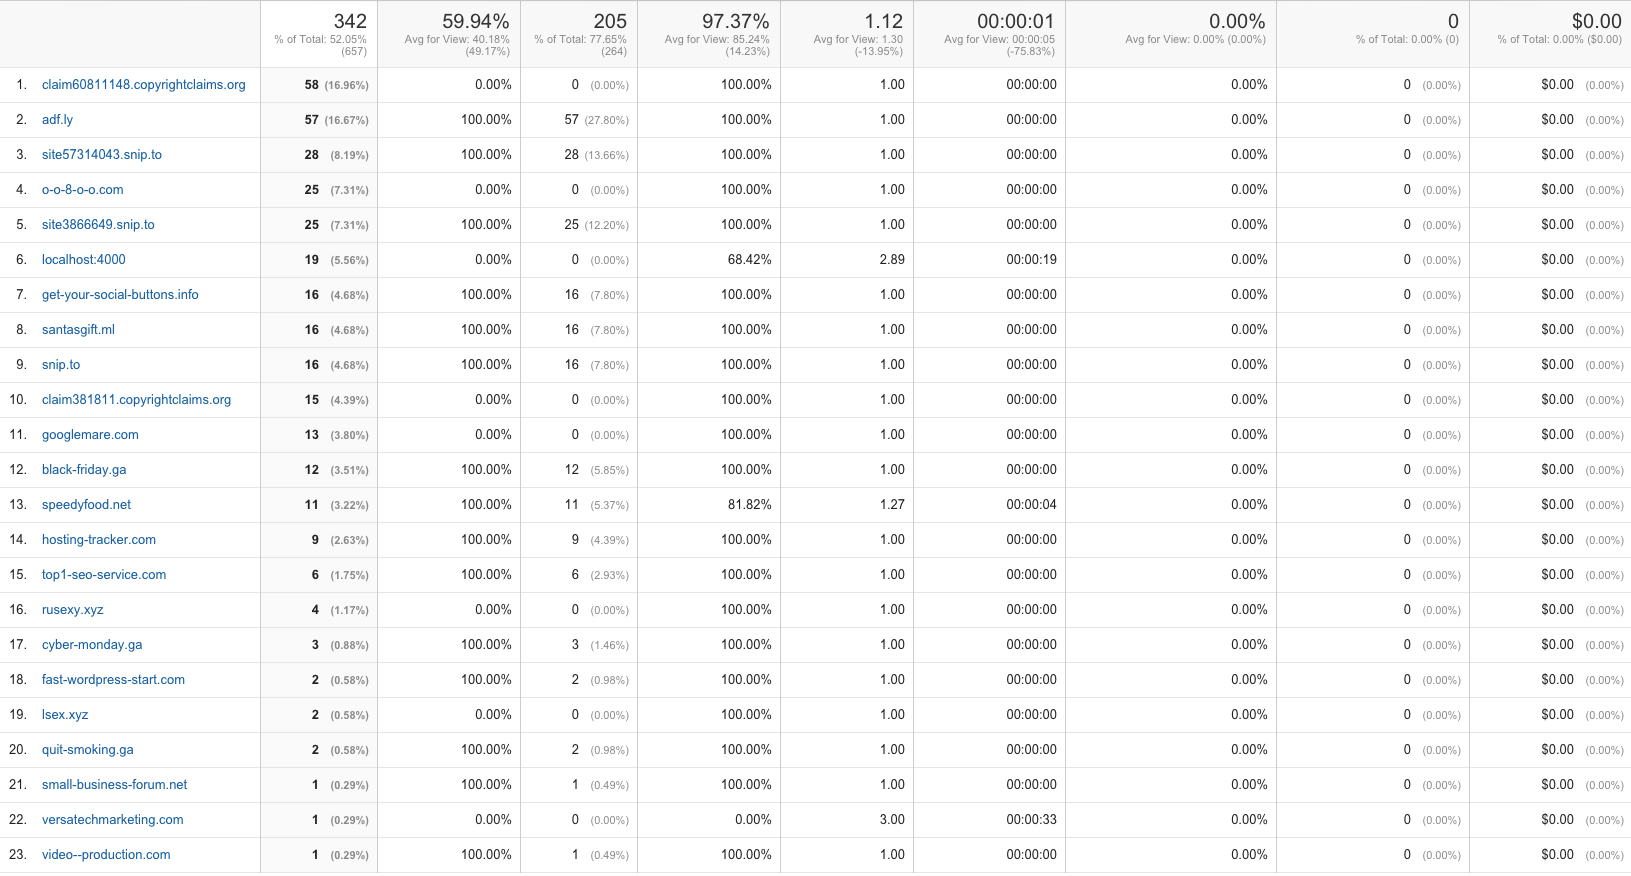 342 59.94% 205 97.37% 1.12 00:00:01 0.00% 0 $0.00
% of Total: 52.05% Avg for View: 40.18% % of Total: 77.65% Avg for View: 85.24% Avg for View: 1.30 Avg for View: 00:00:05 Avg for View: 0.00% (0.00%) % of Total: 0.00% (0) % of Total: 0.00% ($0.00)
(657) (49.17%) (264) (14.23%) (-13.95%) (-75.83%)
1. claim60811148.copyrightclaims.org 58 (16.96%) 0.00% 0 (0.00%) 100.00% 1.00 00:00:00 0.00% 0 (0.00%) $0.00 (0.00%)
2. adf.ly 57 (16.67%) 100.00% 57 (27.80%) 100.00% 1.00 00:00:00 0.00% 0 (0.00%) $0.00 (0.00%)
3. site57314043.snip.to 28 (8.19%) 100.00% 28 (13.66%) 100.00% 1.00 00:00:00 0.00% 0 (0.00%) $0.00 (0.00%)
4. o-o-8-o-o.com 25 (7.31%) 0.00% 0 (0.00%) 100.00% 1.00 00:00:00 0.00% 0 (0.00%) $0.00 (0.00%)
5. site3866649.snip.to 25 (7.31%) 100.00% 25 (12.20%) 100.00% 1.00 00:00:00 0.00% 0 (0.00%) $0.00 (0.00%)
6. localhost:4000 19 (5.56%) 0.00% 0 (0.00%) 68.42% 2.89 00:00:19 0.00% 0 (0.00%) $0.00 (0.00%)
7. get-your-social-buttons.info 16 (4.68%) 100.00% 16 (7.80%) 100.00% 1.00 00:00:00 0.00% 0 (0.00%) $0.00 (0.00%)
8. santasgift.ml 16 (4.68%) 100.00% 16 (7.80%) 100.00% 1.00 00:00:00 0.00% 0 (0.00%) $0.00 (0.00%)
9. snip.to 16 (4.68%) 100.00% 16 (7.80%) 100.00% 1.00 00:00:00 0.00% 0 (0.00%) $0.00 (0.00%)
10. claim381811.copyrightclaims.org 15 (4.39%) 0.00% 0 (0.00%) 100.00% 1.00 00:00:00 0.00% 0 (0.00%) $0.00 (0.00%)
11. googlemare.com 13 (3.80%) 0.00% 0 (0.00%) 100.00% 1.00 00:00:00 0.00% 0 (0.00%) $0.00 (0.00%)
12. black-friday.ga 12 (3.51%) 100.00% 12 (5.85%) 100.00% 1.00 00:00:00 0.00% 0 (0.00%) $0.00 (0.00%)
13. speedyfood.net 11 (3.22%) 100.00% 11 (5.37%) 81.82% 1.27 00:00:04 0.00% 0 (0.00%) $0.00 (0.00%)
14. hosting-tracker.com 9 (2.63%) 100.00% 9 (4.39%) 100.00% 1.00 00:00:00 0.00% 0 (0.00%) $0.00 (0.00%)
15. top1-seo-service.com 6 (1.75%) 100.00% 6 (2.93%) 100.00% 1.00 00:00:00 0.00% 0 (0.00%) $0.00 (0.00%)
16. rusexy.xyz 4 (1.17%) 0.00% 0 (0.00%) 100.00% 1.00 00:00:00 0.00% 0 (0.00%) $0.00 (0.00%)
17. cyber-monday.ga 3 (0.88%) 100.00% 3 (1.46%) 100.00% 1.00 00:00:00 0.00% 0 (0.00%) $0.00 (0.00%)
18. fast-wordpress-start.com 2 (0.58%) 100.00% 2 (0.98%) 100.00% 1.00 00:00:00 0.00% 0 (0.00%) $0.00 (0.00%)
19. lsex.xyz 2 (0.58%) 0.00% 0 (0.00%) 100.00% 1.00 00:00:00 0.00% 0 (0.00%) $0.00 (0.00%)
20. quit-smoking.ga 2 (0.58%) 100.00% 2 (0.98%) 100.00% 1.00 00:00:00 0.00% 0 (0.00%) $0.00 (0.00%)
21. small-business-forum.net 1 (0.29%) 100.00% 1 (0.49%) 100.00% 1.00 00:00:00 0.00% 0 (0.00%) $0.00 (0.00%)
22. versatechmarketing.com 1 (0.29%) 0.00% 0 (0.00%) 0.00% 3.00 00:00:33 0.00% 0 (0.00%) $0.00 (0.00%)
23. video--production.com 1 (0.29%) 100.00% 1 (0.49%) 100.00% 1.00 00:00:00 0.00% 0 (0.00%) $0.00 (0.00%)